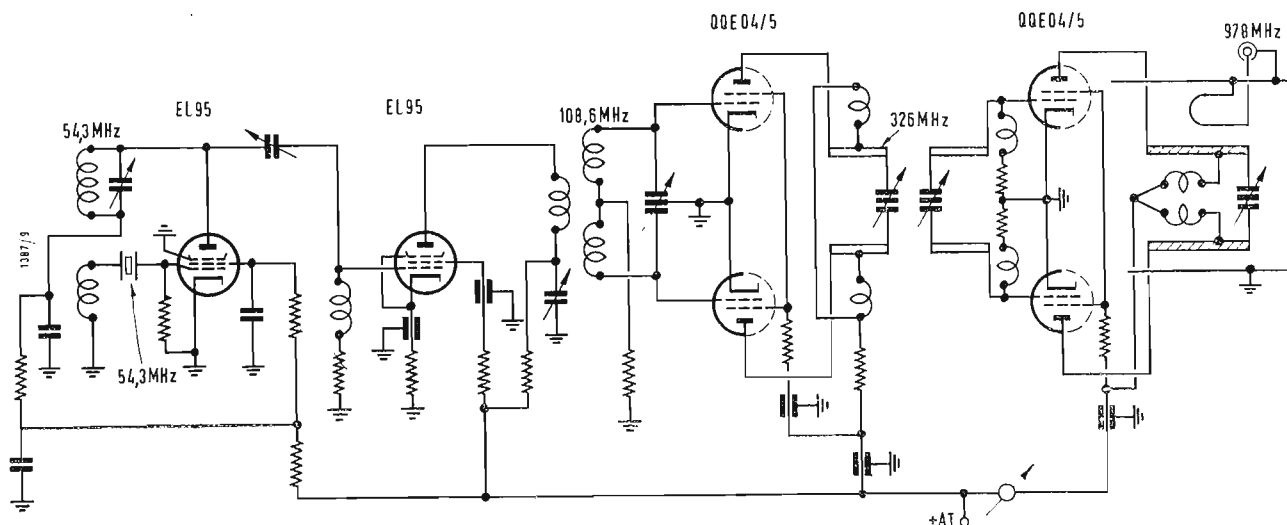 QQE04/5
QQE04/5
978MHz
EL95
EL95
54,3MHz
108,6MHz
326MHz
1387/9
54,3MHz
+AT